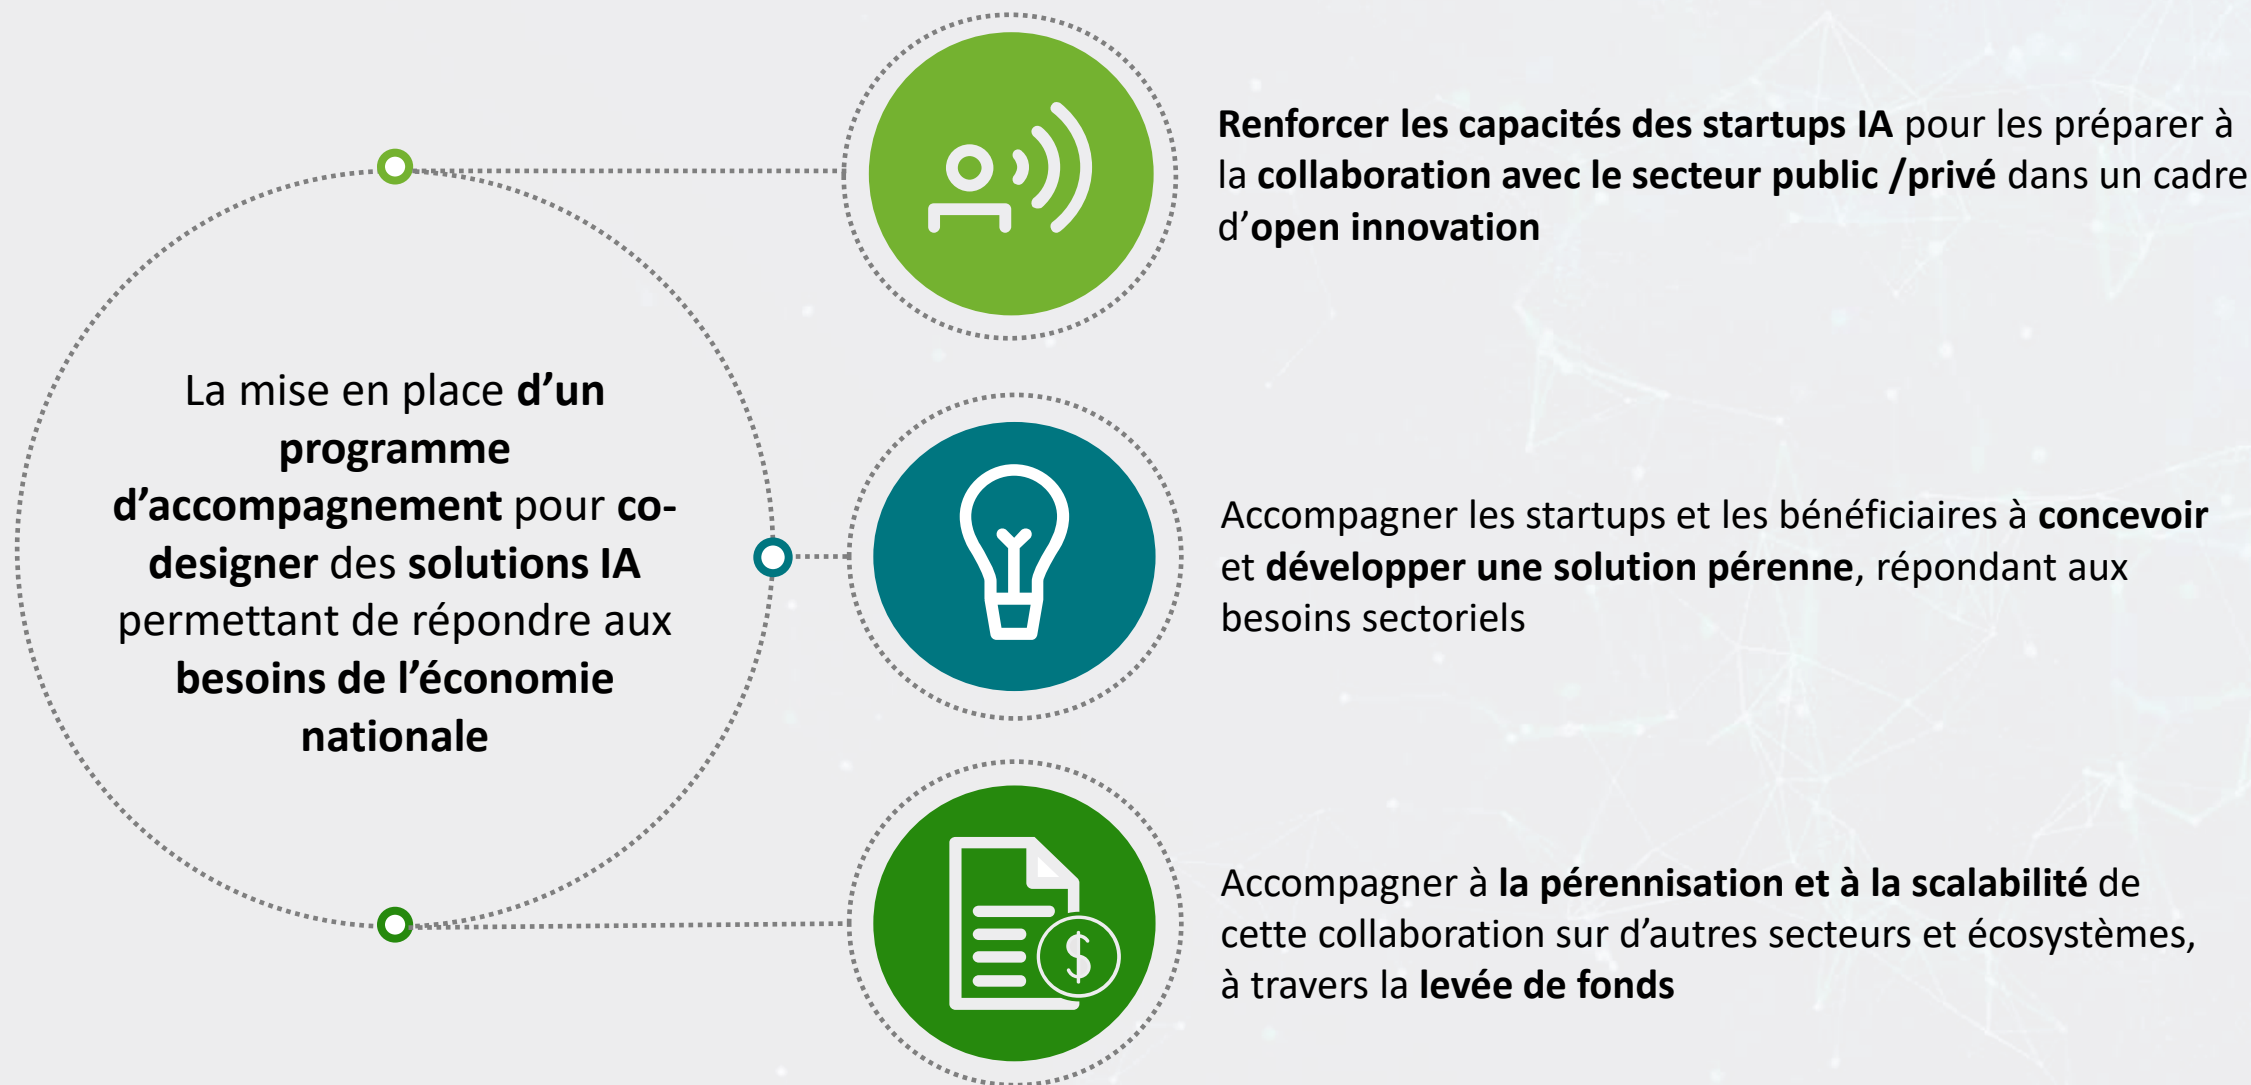 La mise en place d’un
programme
d’accompagnement pour co-
designer des solutions IA
permettant de répondre aux
besoins de l’économie
nationale
Renforcer les capacités des startups IA pour les préparer à
la collaboration avec le secteur public /privé dans un cadre
d’open innovation
Accompagner les startups et les bénéficiaires à concevoir
et développer une solution pérenne, répondant aux
besoins sectoriels
$
Accompagner à la pérennisation et à la scalabilité de
cette collaboration sur d’autres secteurs et écosystèmes,
à travers la levée de fonds